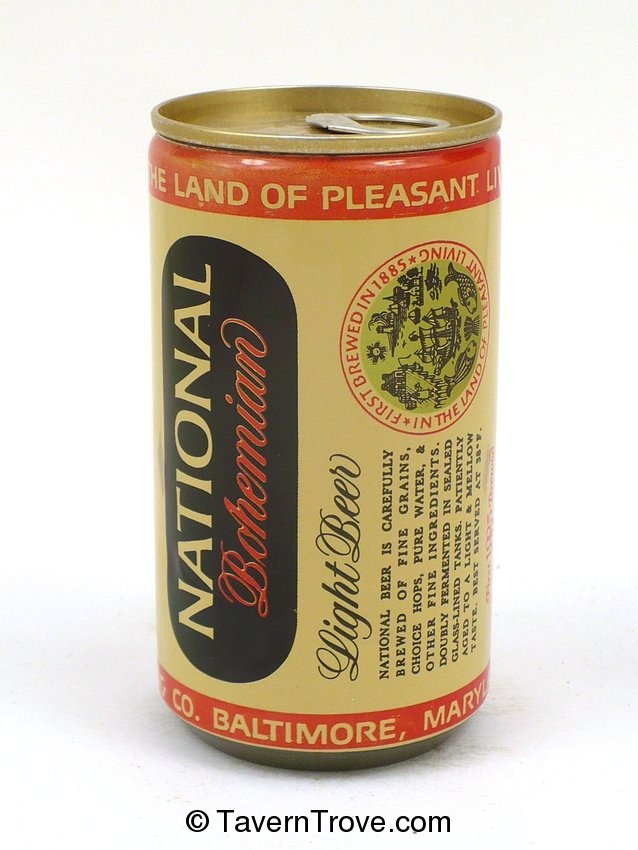 THE LAND OF PLEASANT LIV
NATIONAL
Bohemian
Light Beer
FIRST BREWED IN 1885 ★
IN THE LAND OF PLEASANT LIVING ★
NATIONAL BEER IS CAREFULLY
BREWED OF FINE GRAINS,
CHOICE HOPS, PURE WATER, &
OTHER FINE INGREDIENTS.
DOUBLY FERMENTED IN SEALED
GLASS-LINED TANKS. PATIENTLY
AGED TO A LIGHT & MELLOW
TASTE. BEST SERVED AT 38°F.
G CO. BALTIMORE, MARYL
© TavernTrove.com